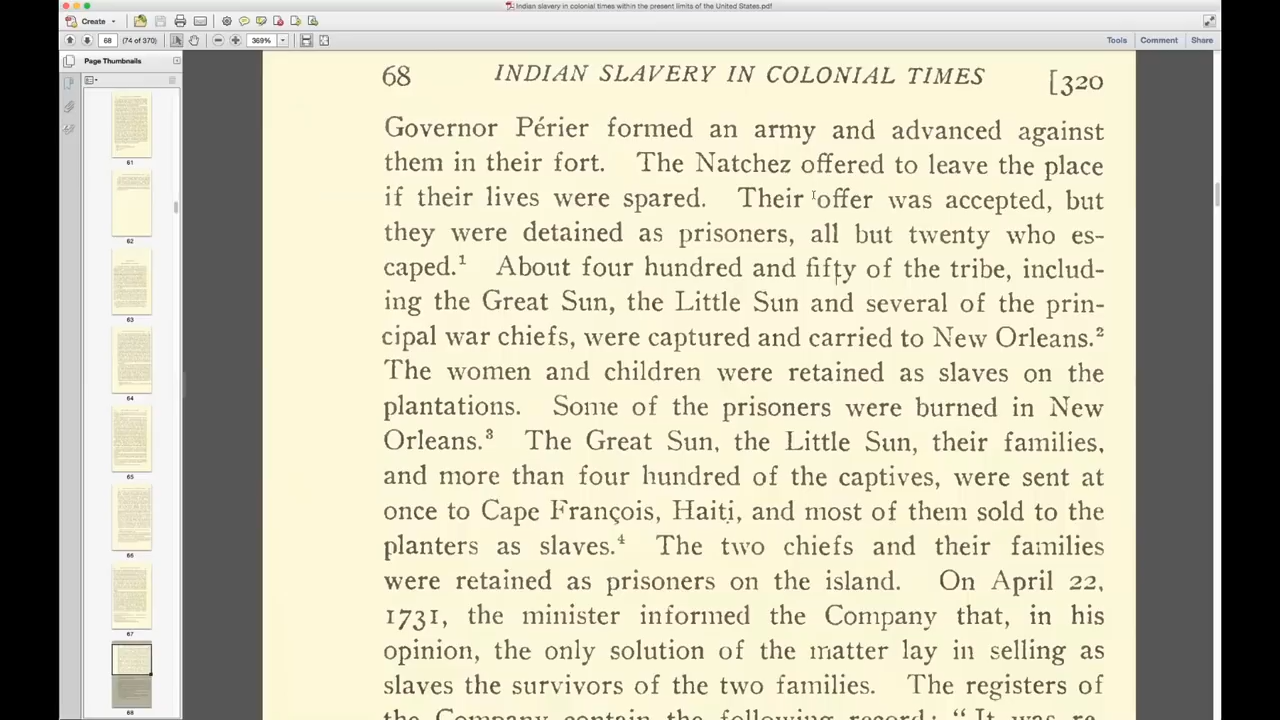 Indian slavery in colonial times within the present limits of the United States.pdf
Create
68 (74 of 370) 369% Tools Comment Share
Page Thumbnails
61
62
63
64
65
66
67
68
68 INDIAN SLAVERY IN COLONIAL TIMES [320
Governor Périer formed an army and advanced against
them in their fort. The Natchez offered to leave the place
if their lives were spared. Their offer was accepted, but
they were detained as prisoners, all but twenty who es-
caped.¹ About four hundred and fifty of the tribe, includ-
ing the Great Sun, the Little Sun and several of the prin-
cipal war chiefs, were captured and carried to New Orleans.²
The women and children were retained as slaves on the
plantations. Some of the prisoners were burned in New
Orleans.³ The Great Sun, the Little Sun, their families,
and more than four hundred of the captives, were sent at
once to Cape François, Haiti, and most of them sold to the
planters as slaves.⁴ The two chiefs and their families
were retained as prisoners on the island. On April 22,
1731, the minister informed the Company that, in his
opinion, the only solution of the matter lay in selling as
slaves the survivors of the two families. The registers of
the Company contain the following record: "It was re-